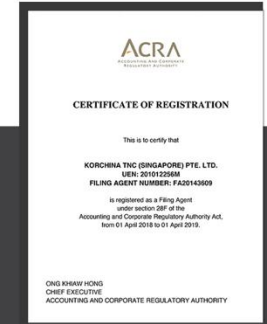 ACRA
ACCOUNTING AND CORPORATE
REGULATORY AUTHORITY
CERTIFICATE OF REGISTRATION
This is to certify that
KORCHINA TNC (SINGAPORE) PTE. LTD.
UEN: 201012256M
FILING AGENT NUMBER: FA20143609
is registered as a Filing Agent
under section 28F of the
Accounting and Corporate Regulatory Authority Act,
from 01 April 2018 to 01 April 2019.
ONG KHIAW HONG
CHIEF EXECUTIVE
ACCOUNTING AND CORPORATE REGULATORY AUTHORITY